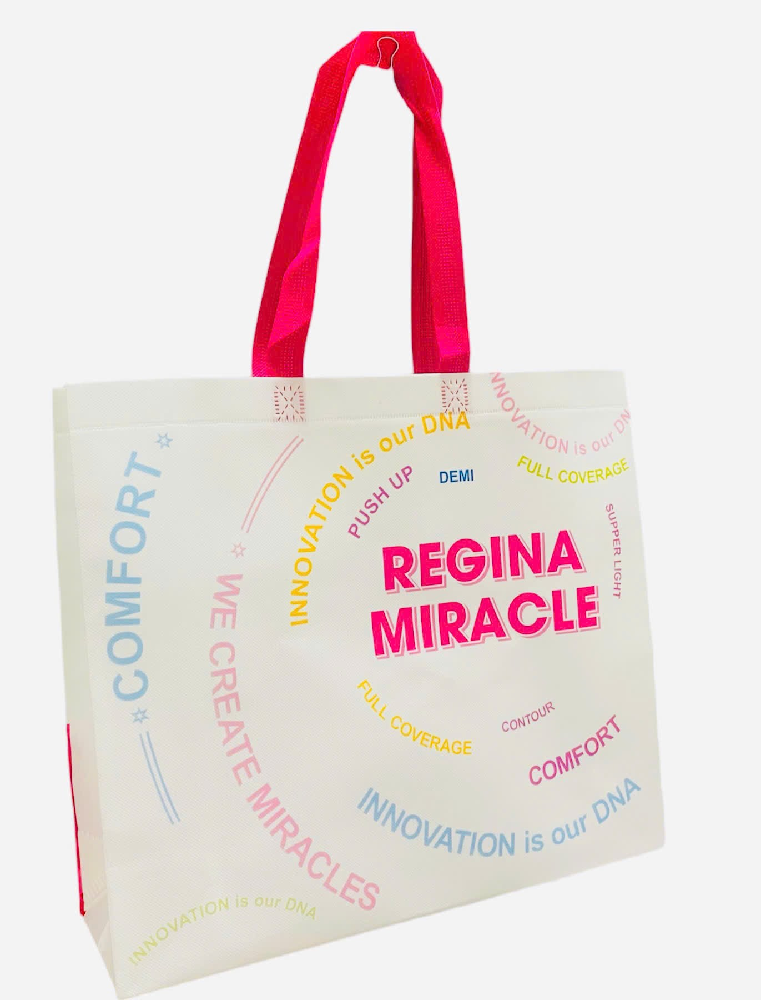 INNOVATION is our DNA
INNOVATION is our DN
FULL COVERAGE
PUSH UP
DEMI
COMFORT
SUPPER LIGHT
REGINA
MIRACLE
WE CREATE MIRACLES
FULL COVERAGE
CONTOUR
COMFORT
INNOVATION is our DNA
INNOVATION is our DNA